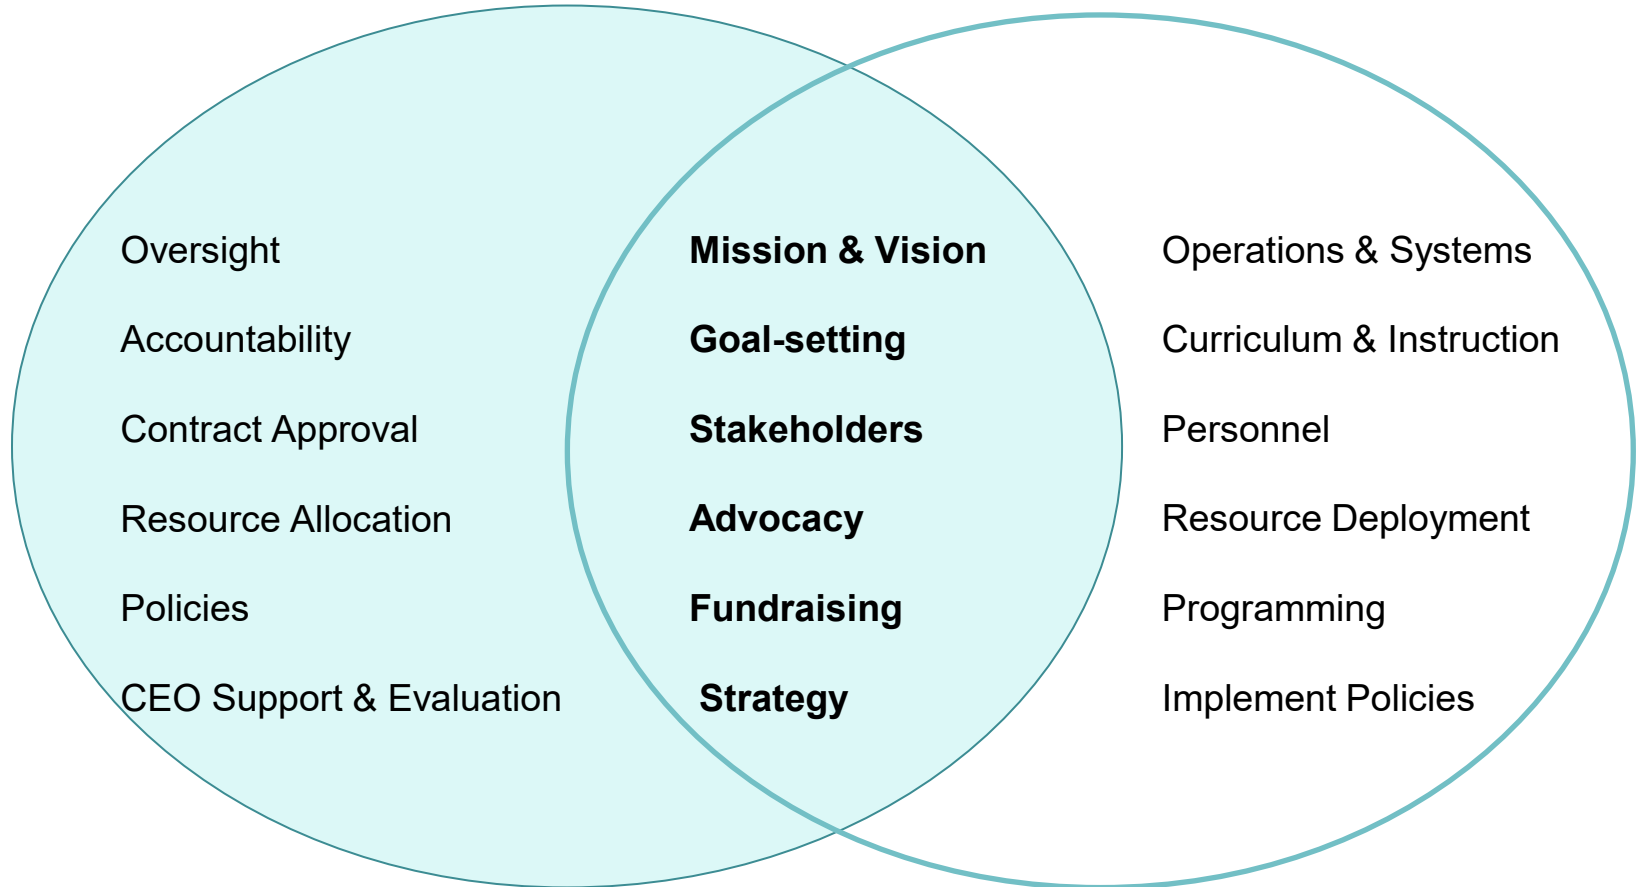 Oversight
Accountability
Contract Approval
Resource Allocation
Policies
CEO Support & Evaluation
Mission & Vision
Goal-setting
Stakeholders
Advocacy
Fundraising
Strategy
Operations & Systems
Curriculum & Instruction
Personnel
Resource Deployment
Programming
Implement Policies